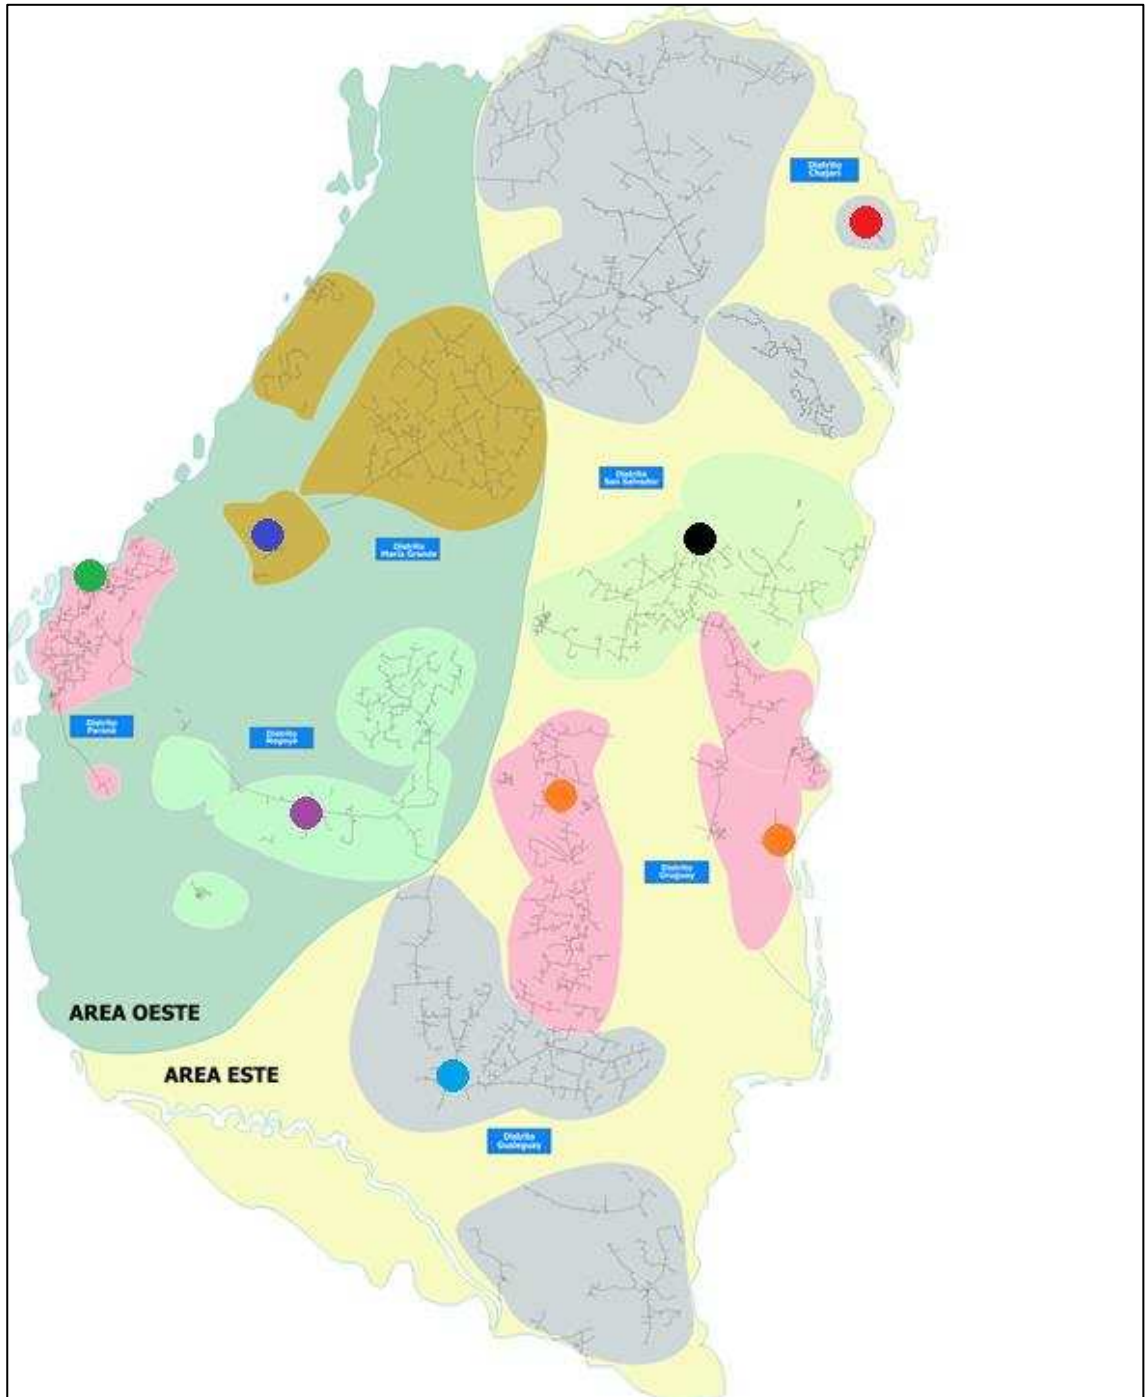 Distrito
Chajarí
Distrito
San Salvador
Distrito
María Grande
Distrito
Paraná
Distrito
Nogoyá
Distrito
Uruguay
AREA OESTE
AREA ESTE
Distrito
Gualeguay